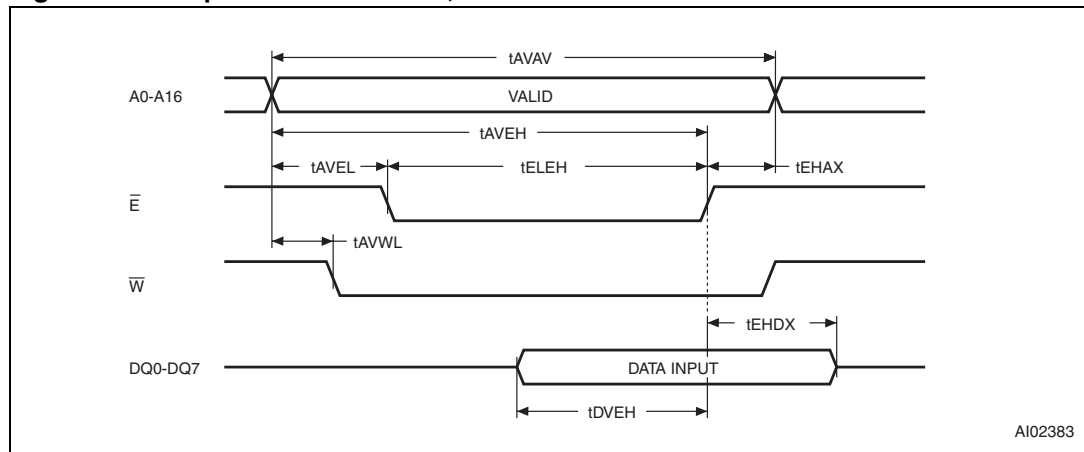 tAVAV
A0-A16
VALID
tAVEH
tAVEL
tELEH
tEHAX
E̅
tAVWL
W̅
tEHDX
DQ0-DQ7
DATA INPUT
tDVEH
AI02383